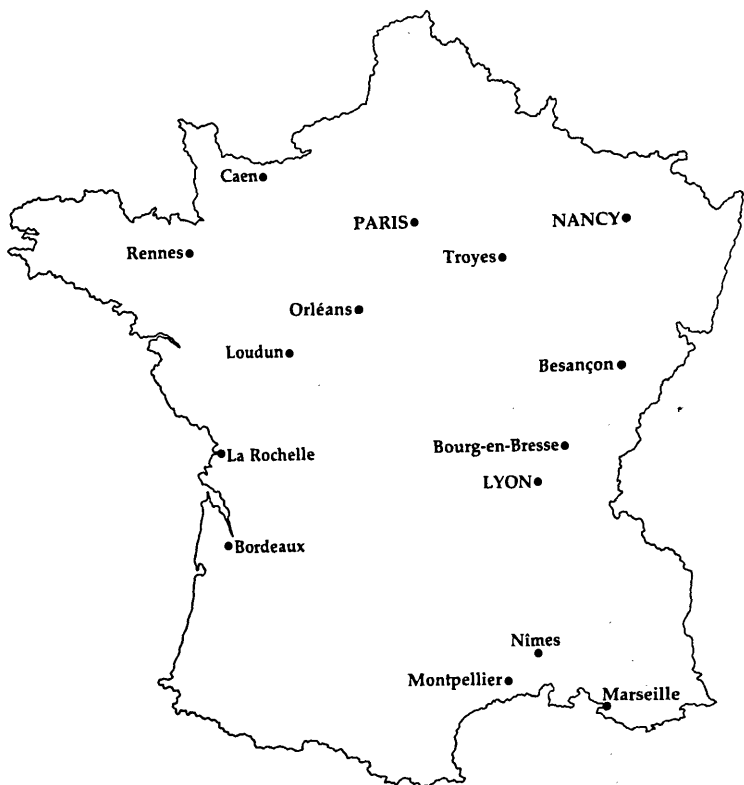 Caen
PARIS
NANCY
Rennes
Troyes
Orléans
Loudun
Besançon
Bourg-en-Bresse
La Rochelle
LYON
Bordeaux
Nîmes
Montpellier
Marseille